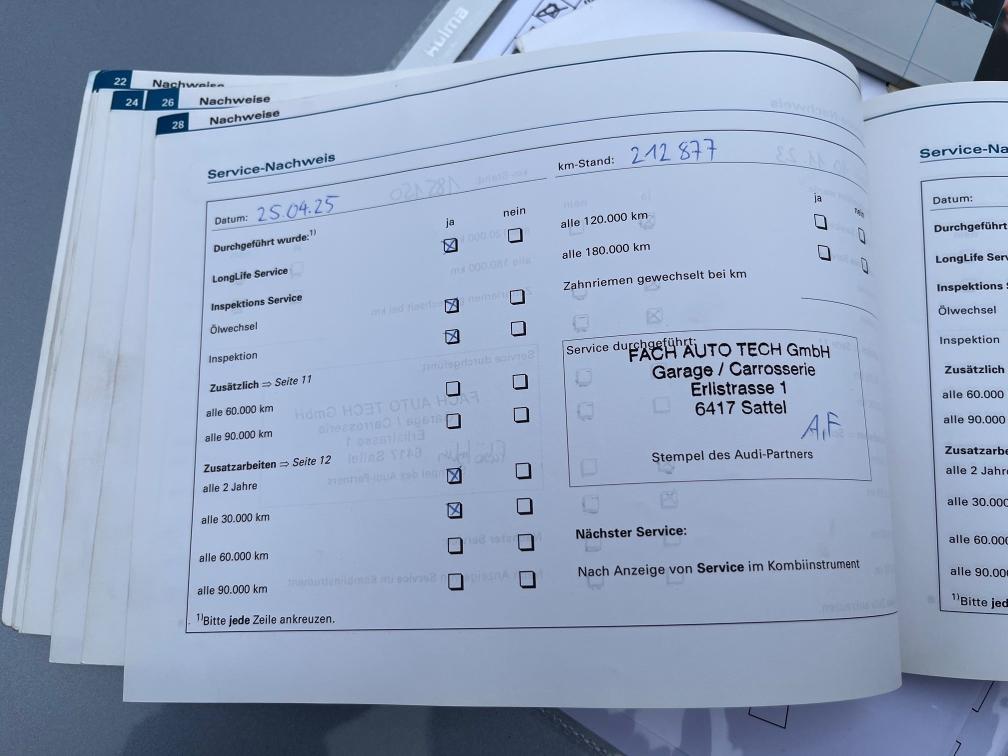 Hülma
22 Nachweise
24 26 Nachweise
28 Nachweise
Service-Nachweis
Datum: 25.04.25
ja nein
Durchgeführt wurde:1)
LongLife Service
Inspektions Service
Ölwechsel
Inspektion
Zusätzlich ⇒ Seite 11
alle 60.000 km
alle 90.000 km
Zusatzarbeiten ⇒ Seite 12
alle 2 Jahre
alle 30.000 km
alle 60.000 km
alle 90.000 km
1)Bitte jede Zeile ankreuzen.
km-Stand: 212 877
ja nein
alle 120.000 km
alle 180.000 km
Zahnriemen gewechselt bei km
Service durchgeführt:
FACH AUTO TECH GmbH
Garage / Carrosserie
Erlistrasse 1
6417 Sattel
A.F
Stempel des Audi-Partners
Nächster Service:
Nach Anzeige von Service im Kombiinstrument
Service-Na
Datum:
Durchgeführt
LongLife Servic
Inspektions S
Ölwechsel
Inspektion
Zusätzlich
alle 60.000
alle 90.000
Zusatzarbe
alle 2 Jahre
alle 30.000
alle 60.000
alle 90.000
1)Bitte jed